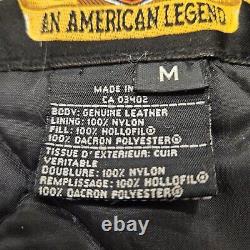 AN AMERICAN LEGEND
M
MADE IN
CA 03402
BODY: GENUINE LEATHER
LINING: 100% NYLON
FILL: 100% HOLLOFIL®
100% DACRON POLYESTER®
TISSU D'EXTERIEUR: CUIR
VERITABLE
DOUBLURE: 100% NYLON
REMPLISSAGE: 100% HOLLOFIL®
100% DACRON POLYESTER®